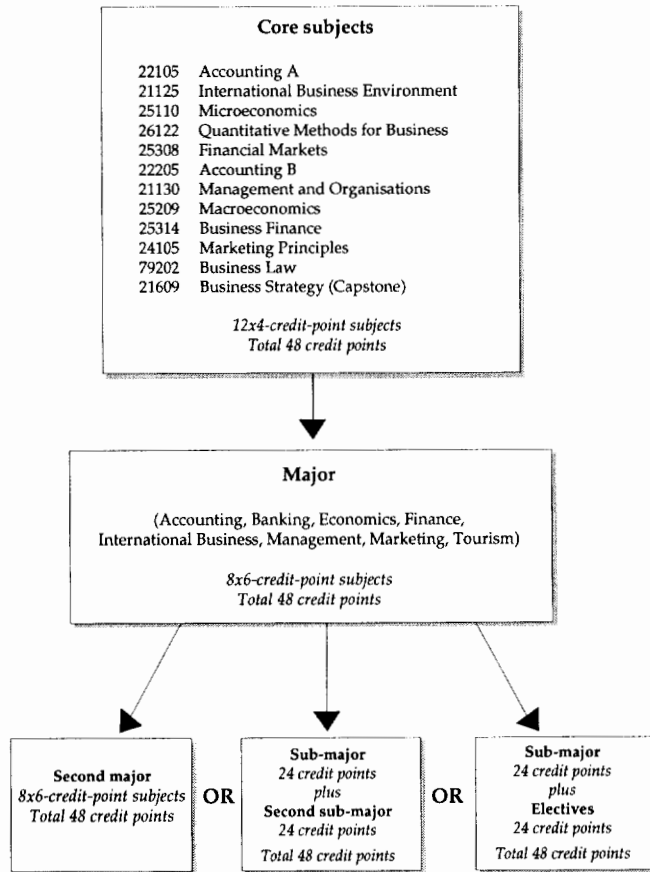 Core subjects
22105 Accounting A
21125 International Business Environment
25110 Microeconomics
26122 Quantitative Methods for Business
25308 Financial Markets
22205 Accounting B
21130 Management and Organisations
25209 Macroeconomics
25314 Business Finance
24105 Marketing Principles
79202 Business Law
21609 Business Strategy (Capstone)
12x4-credit-point subjects
Total 48 credit points
Major
(Accounting, Banking, Economics, Finance,
International Business, Management, Marketing, Tourism)
8x6-credit-point subjects
Total 48 credit points
Second major
8x6-credit-point subjects
Total 48 credit points
OR
Sub-major
24 credit points
plus
Second sub-major
24 credit points
Total 48 credit points
OR
Sub-major
24 credit points
plus
Electives
24 credit points
Total 48 credit points